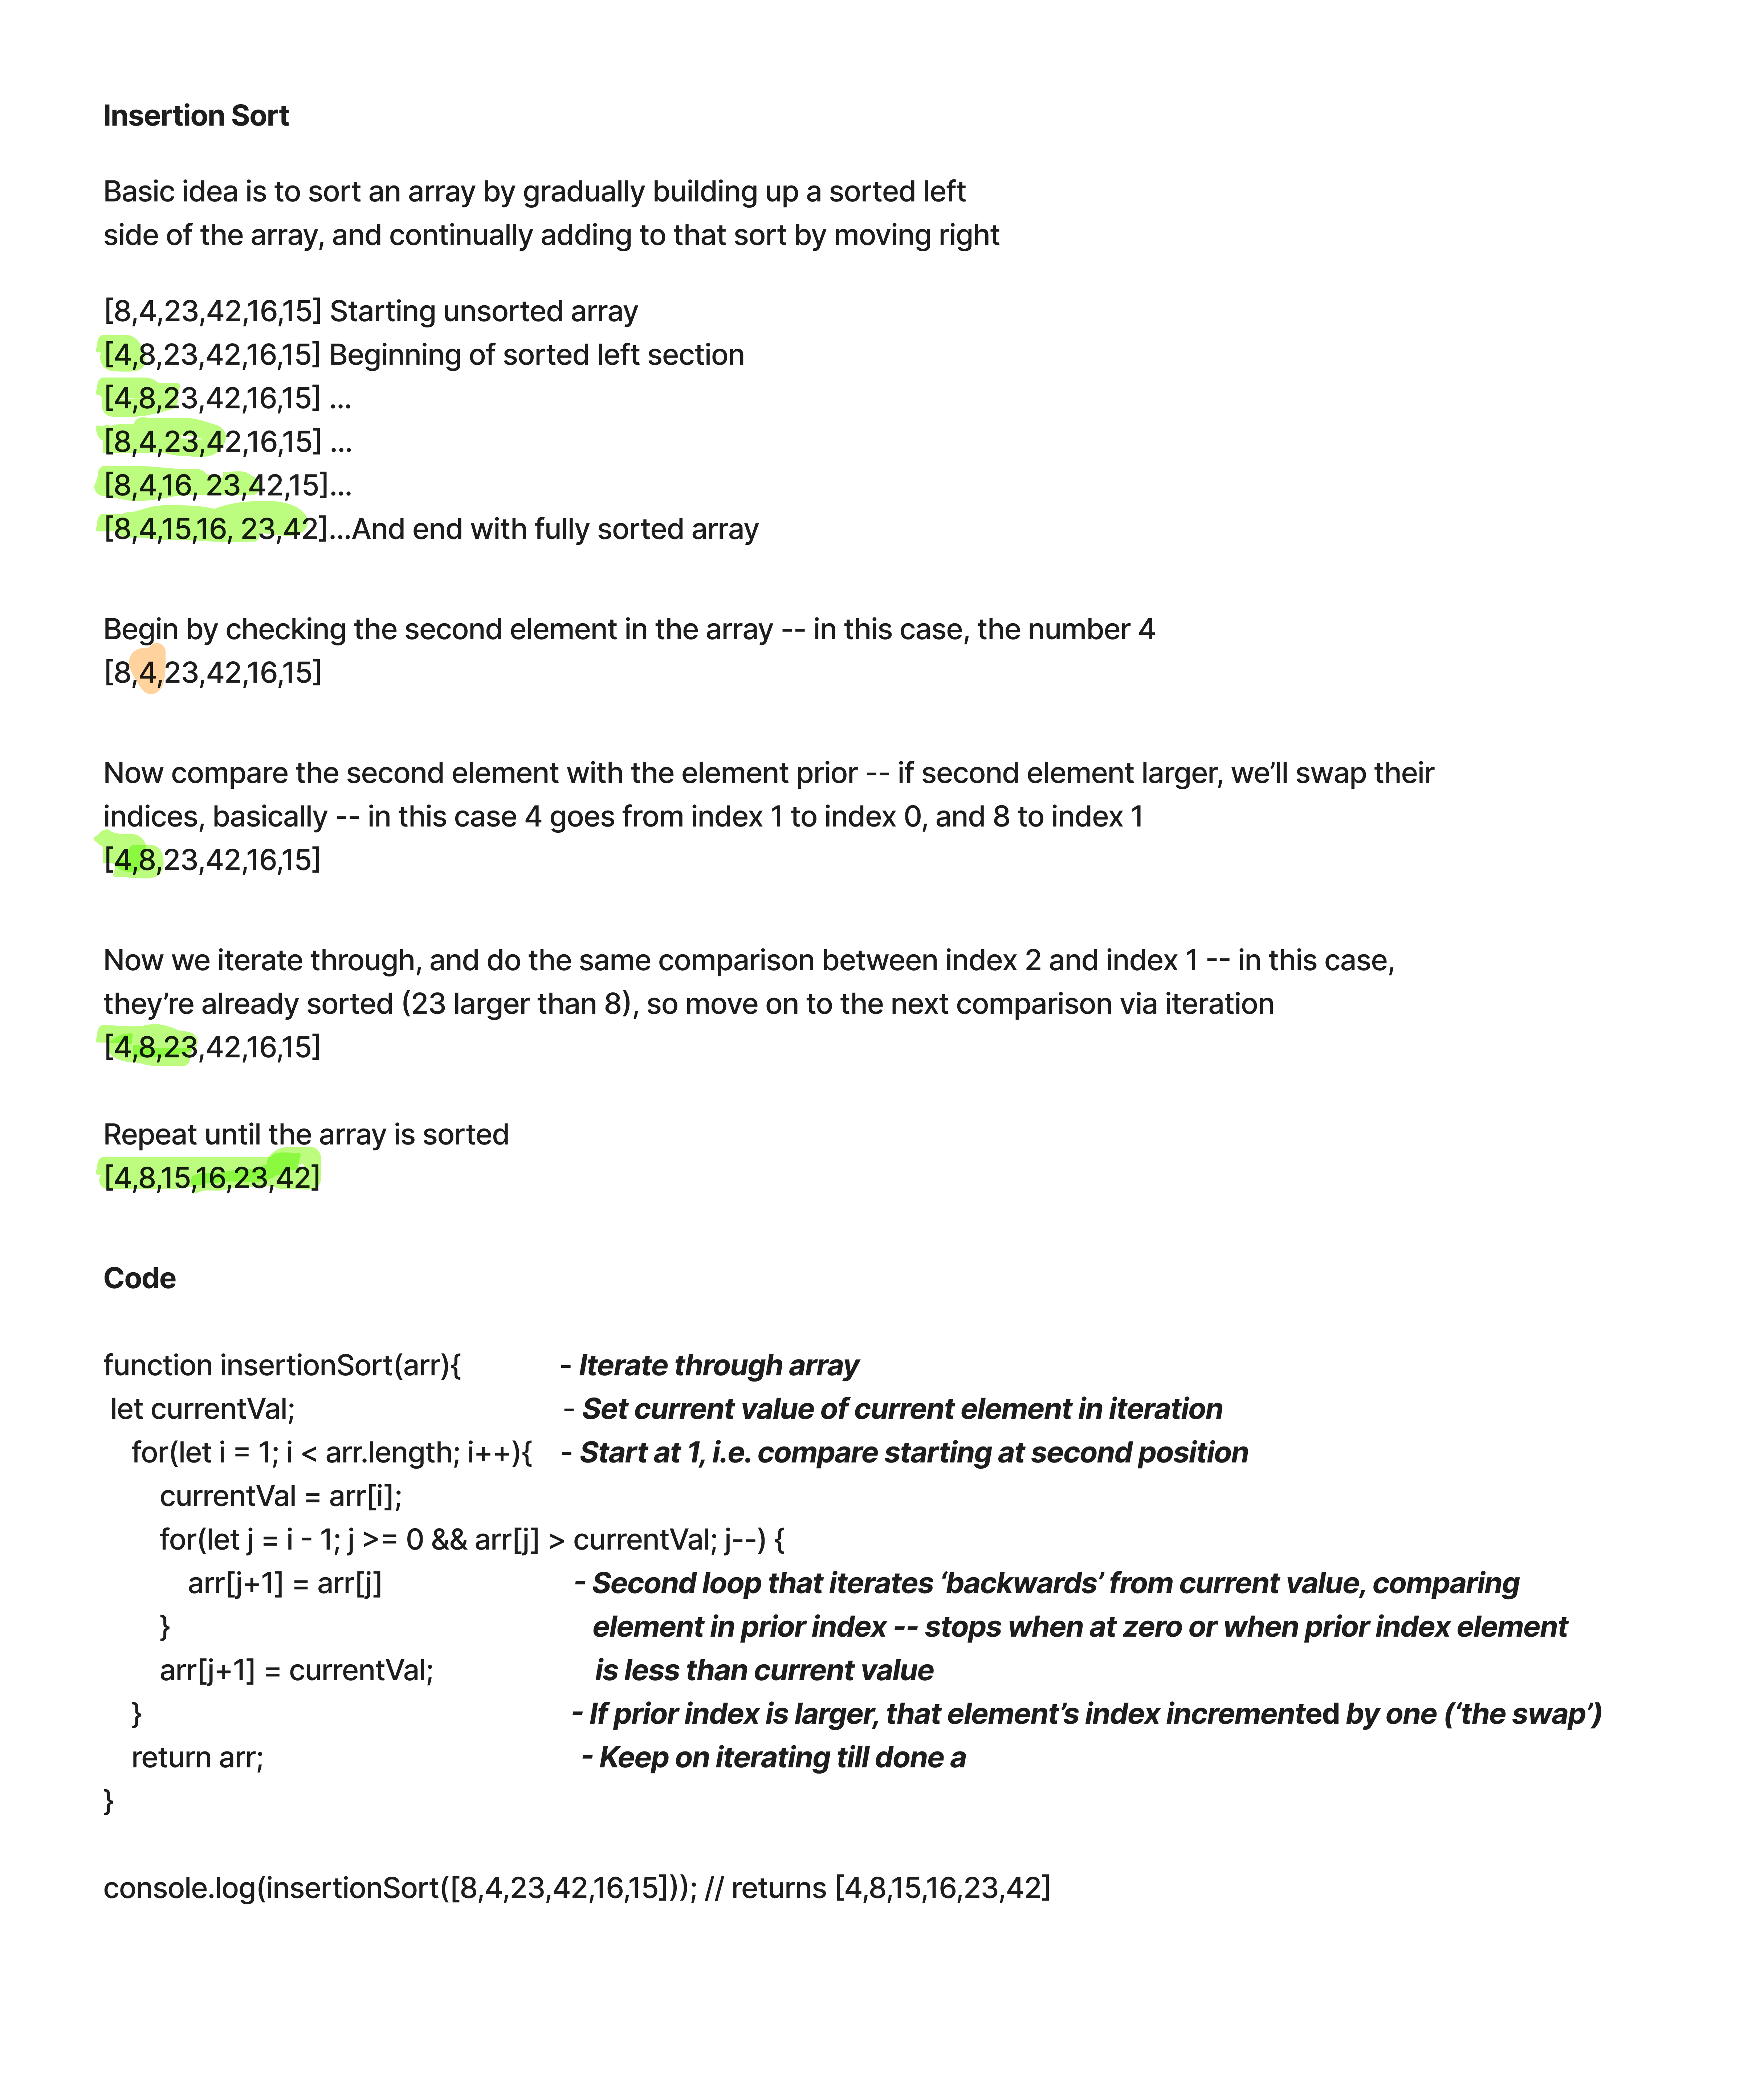 Insertion Sort
Basic idea is to sort an array by gradually building up a sorted left
side of the array, and continually adding to that sort by moving right
[8,4,23,42,16,15] Starting unsorted array
[4,8,23,42,16,15] Beginning of sorted left section
[4,8,23,42,16,15] ...
[8,4,23,42,16,15] ...
[8,4,16, 23,42,15]...
[8,4,15,16, 23,42]...And end with fully sorted array
Begin by checking the second element in the array -- in this case, the number 4
[8,4,23,42,16,15]
Now compare the second element with the element prior -- if second element larger, we’ll swap their
indices, basically -- in this case 4 goes from index 1 to index 0, and 8 to index 1
[4,8,23,42,16,15]
Now we iterate through, and do the same comparison between index 2 and index 1 -- in this case,
they’re already sorted (23 larger than 8), so move on to the next comparison via iteration
[4,8,23,42,16,15]
Repeat until the array is sorted
[4,8,15,16,23,42]
Code
function insertionSort(arr){ - Iterate through array
let currentVal; - Set current value of current element in iteration
for(let i = 1; i < arr.length; i++){ - Start at 1, i.e. compare starting at second position
currentVal = arr[i];
for(let j = i - 1; j >= 0 && arr[j] > currentVal; j--) {
arr[j+1] = arr[j] - Second loop that iterates ‘backwards’ from current value, comparing
} element in prior index -- stops when at zero or when prior index element
arr[j+1] = currentVal; is less than current value
} - If prior index is larger, that element’s index incremented by one (‘the swap’)
return arr; - Keep on iterating till done a
}
console.log(insertionSort([8,4,23,42,16,15])); // returns [4,8,15,16,23,42]